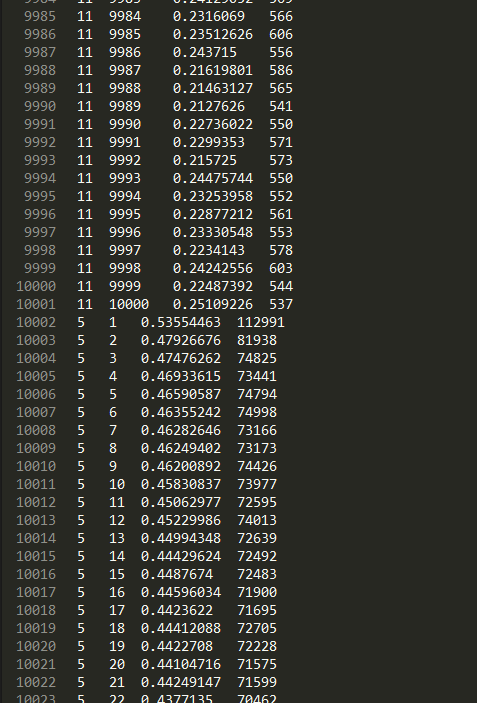 9985 11 9984 0.2316069 566
9986 11 9985 0.23512626 606
9987 11 9986 0.243715 556
9988 11 9987 0.21619801 586
9989 11 9988 0.21463127 565
9990 11 9989 0.2127626 541
9991 11 9990 0.22736022 550
9992 11 9991 0.2299353 571
9993 11 9992 0.215725 573
9994 11 9993 0.24475744 550
9995 11 9994 0.23253958 552
9996 11 9995 0.22877212 561
9997 11 9996 0.23330548 553
9998 11 9997 0.2234143 578
9999 11 9998 0.24242556 603
10000 11 9999 0.22487392 544
10001 11 10000 0.25109226 537
10002 5 1 0.53554463 112991
10003 5 2 0.47926676 81938
10004 5 3 0.47476262 74825
10005 5 4 0.46933615 73441
10006 5 5 0.46590587 74794
10007 5 6 0.46355242 74998
10008 5 7 0.46282646 73166
10009 5 8 0.46249402 73173
10010 5 9 0.46200892 74426
10011 5 10 0.45830837 73977
10012 5 11 0.45062977 72595
10013 5 12 0.45229986 74013
10014 5 13 0.44994348 72639
10015 5 14 0.44429624 72492
10016 5 15 0.4487674 72483
10017 5 16 0.44596034 71900
10018 5 17 0.4423622 71695
10019 5 18 0.44412088 72705
10020 5 19 0.4422708 72228
10021 5 20 0.44104716 71575
10022 5 21 0.44249147 71599
10023 5 22 0.4377135 70462